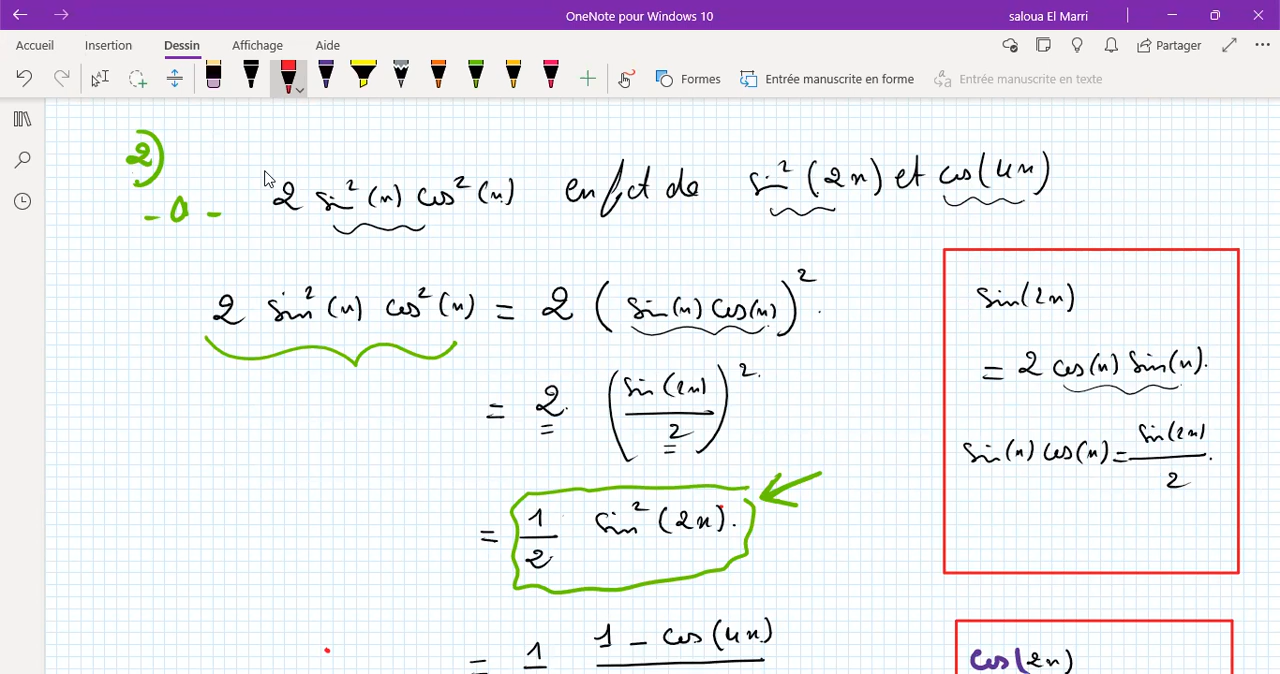 OneNote pour Windows 10
saloua El Marri
Accueil Insertion Dessin Affichage Aide
Partager
Formes Entrée manuscrite en forme Entrée manuscrite en texte
2)
-a-
2 sin²(x) cos²(x) en fct de sin²(2x) et cos(4x)
2 sin²(x) cos²(x) = 2 (sin(x) cos(x))².
= 2. (sin(2x)/2)².
= 1/2 sin²(2x).
= 1 1 - cos(4x)
sin(2x)
= 2 cos(x) sin(x).
sin(x) cos(x) = sin(2x)/2.
cos(2x)